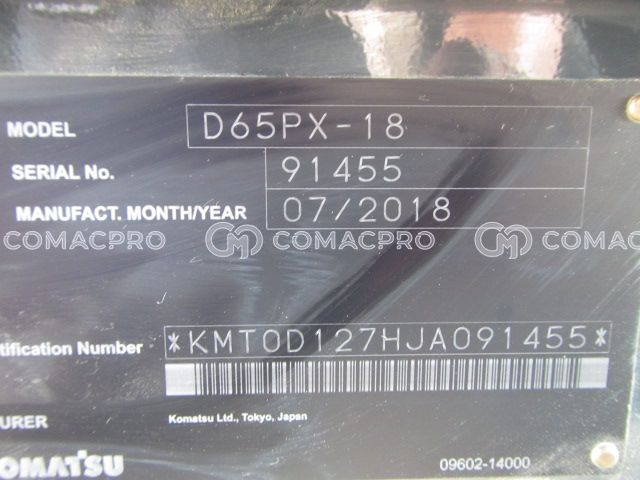 MODEL D65PX-18
SERIAL No. 91455
MANUFACT. MONTH/YEAR 07/2018
COMACPRO COMACPRO COMACPRO
tification Number *KMT0D127HJA091455*
URER Komatsu Ltd., Tokyo, Japan
OMATSU 09602-14000